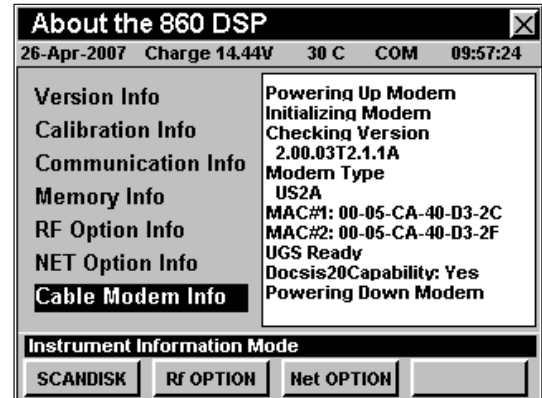 About the 860 DSP
26-Apr-2007 Charge 14.44V 30 C COM 09:57:24
Version Info
Calibration Info
Communication Info
Memory Info
RF Option Info
NET Option Info
Cable Modem Info
Powering Up Modem
Initializing Modem
Checking Version
2.00.03T2.1.1A
Modem Type
US2A
MAC#1: 00-05-CA-40-D3-2C
MAC#2: 00-05-CA-40-D3-2F
UGS Ready
Docsis20Capability: Yes
Powering Down Modem
Instrument Information Mode
SCANDISK Rf OPTION Net OPTION